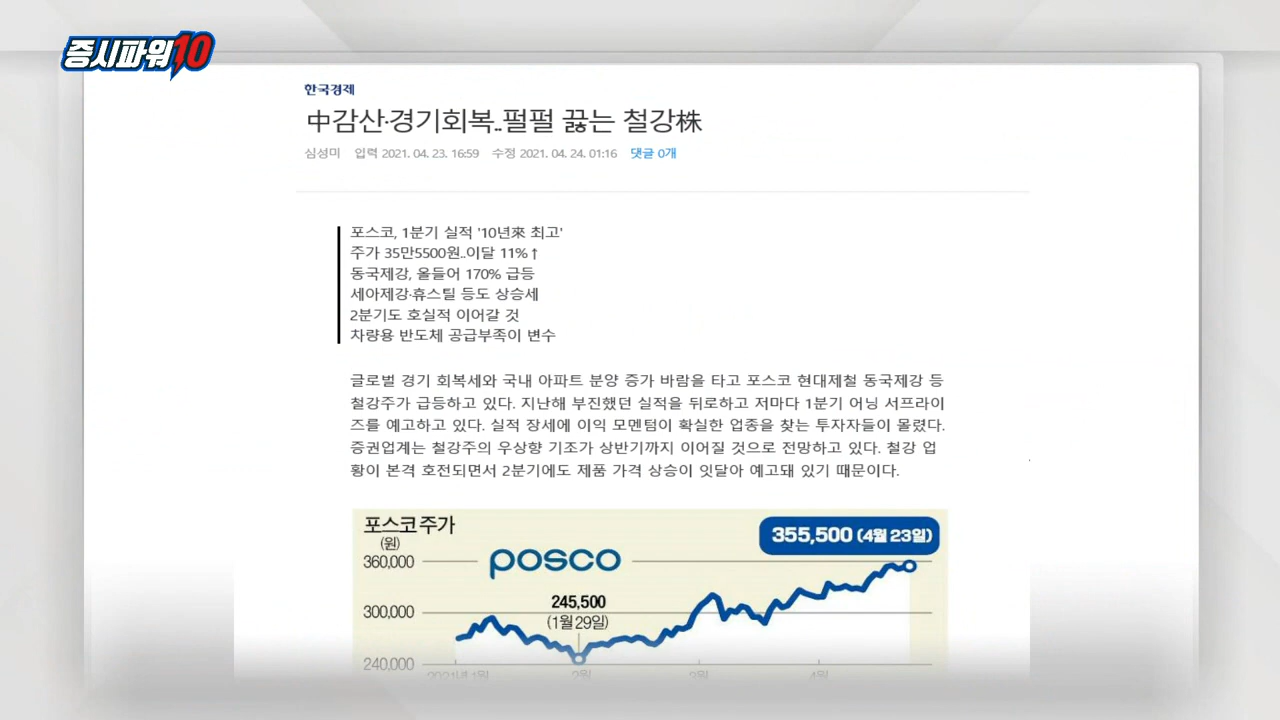 증시파워10
한국경제
中감산·경기회복..펄펄 끓는 철강株
심성미 입력 2021. 04. 23. 16:59 수정 2021. 04. 24. 01:16 댓글 0개
포스코, 1분기 실적 '10년來 최고'
주가 35만5500원..이달 11%↑
동국제강, 올들어 170% 급등
세아제강·휴스틸 등도 상승세
2분기도 호실적 이어갈 것
차량용 반도체 공급부족이 변수
글로벌 경기 회복세와 국내 아파트 분양 증가 바람을 타고 포스코 현대제철 동국제강 등
철강주가 급등하고 있다. 지난해 부진했던 실적을 뒤로하고 저마다 1분기 어닝 서프라이
즈를 예고하고 있다. 실적 장세에 이익 모멘텀이 확실한 업종을 찾는 투자자들이 몰렸다.
증권업계는 철강주의 우상향 기조가 상반기까지 이어질 것으로 전망하고 있다. 철강 업
황이 본격 호전되면서 2분기에도 제품 가격 상승이 잇달아 예고돼 있기 때문이다.
포스코 주가
(원)
355,500 (4월 23일)
360,000
posco
245,500
(1월 29일)
300,000
240,000
2021년 1월 2월 3월 4월